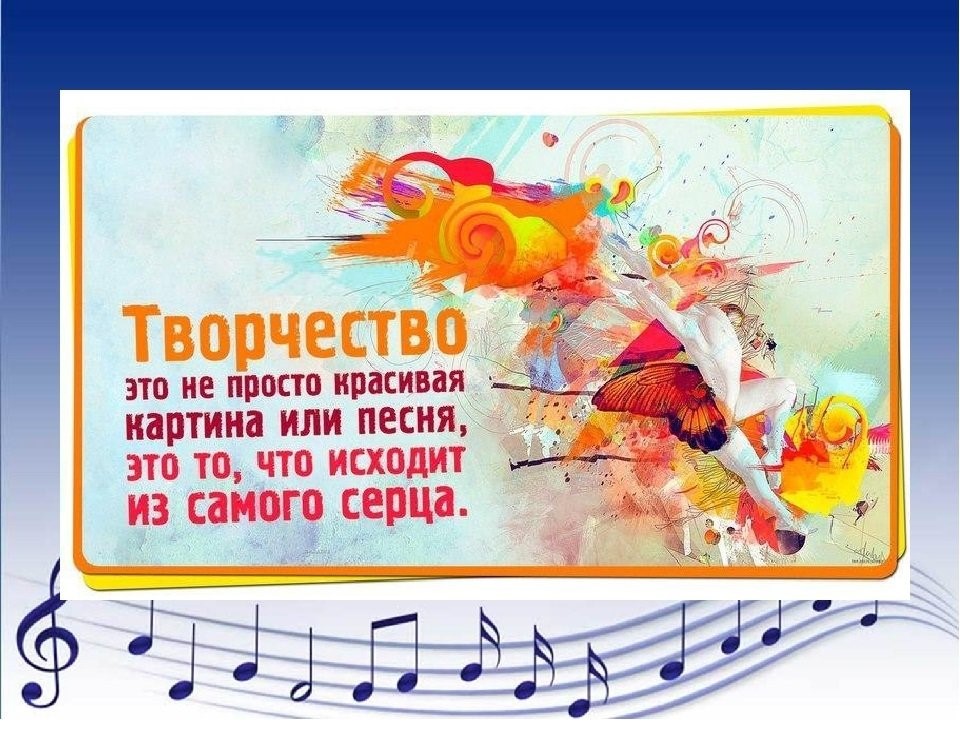 Творчество
это не просто красивая
картина или песня,
это то, что исходит
из самого серца.